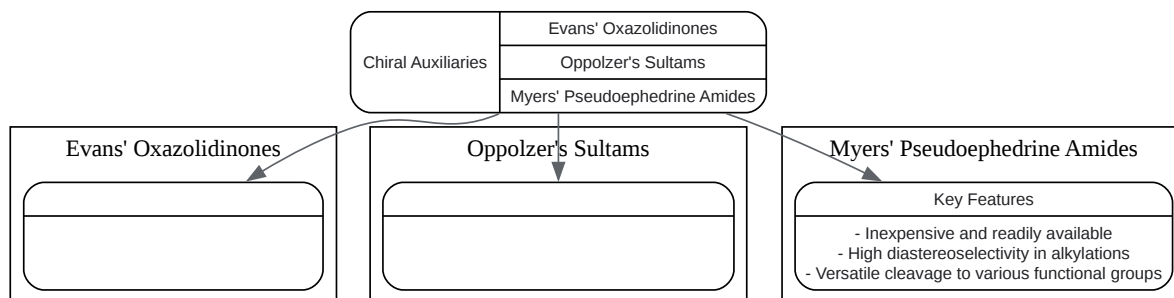 Chiral Auxiliaries
Evans' Oxazolidinones
Oppolzer's Sultams
Myers' Pseudoephedrine Amides
Evans' Oxazolidinones
Oppolzer's Sultams
Myers' Pseudoephedrine Amides
Key Features
- Inexpensive and readily available
- High diastereoselectivity in alkylations
- Versatile cleavage to various functional groups